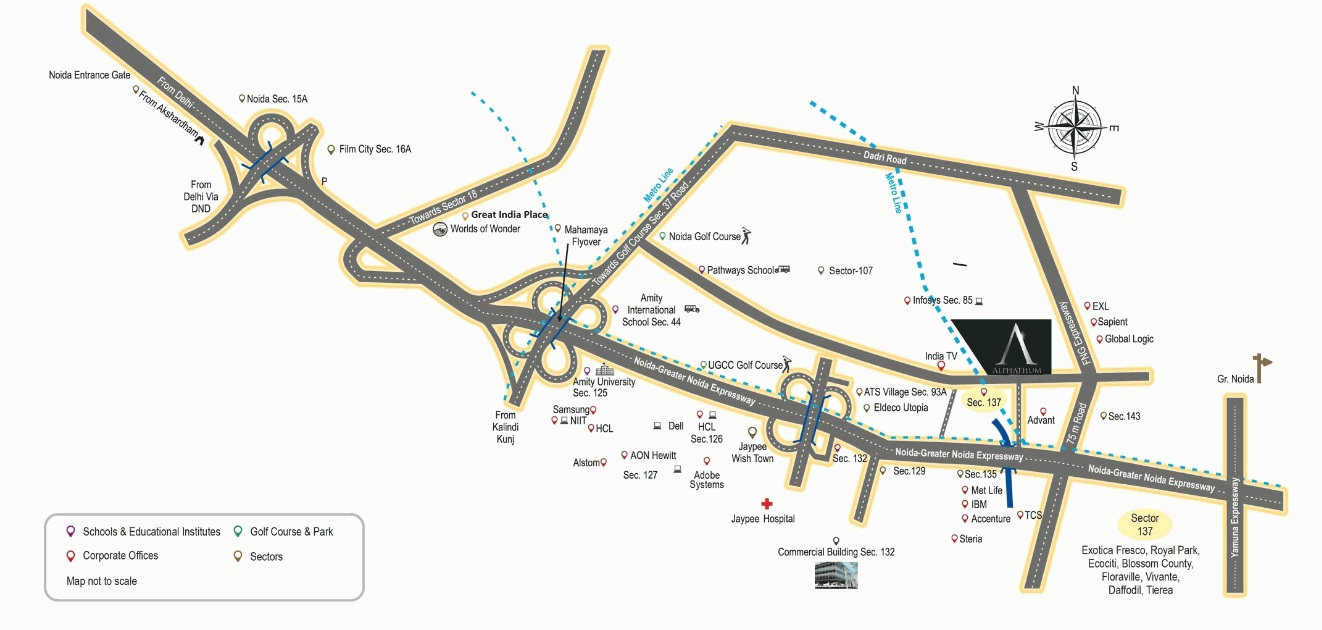 Noida Entrance Gate
From Delhi
From Akshardham
Noida Sec. 15A
Film City Sec. 16A
P
From
Delhi Via
DND
Towards Sector 18
Great India Place
Worlds of Wonder
Mahamaya
Flyover
Metro Line
Towards Golf Course Sec. 37 Road
Dadri Road
Metro Line
N
W
E
S
Noida Golf Course
Pathways School
Sector-107
Amity
International
School Sec. 44
Infosys Sec. 85
FNG Expressway
EXL
Sapient
Global Logic
ALPHATHUM
India TV
UGCC Golf Course
Noida-Greater Noida Expressway
Amity University
Sec. 125
Samsung
NIIT
HCL
From
Kalindi
Kunj
Dell
HCL
Sec.126
Alstom
AON Hewitt
Sec. 127
Adobe
Systems
Jaypee
Wish Town
Jaypee Hospital
ATS Village Sec. 93A
Eldeco Utopia
Sec. 137
Advant
75 m Road
Sec.143
Gr. Noida
Sec. 132
Noida-Greater Noida Expressway
Sec.129
Sec.135
Met Life
IBM
Accenture
TCS
Steria
Noida-Greater Noida Expressway
Yamuna Expressway
Commercial Building Sec. 132
Sector
137
Exotica Fresco, Royal Park,
Ecociti, Blossom County,
Floraville, Vivante,
Daffodil, Tierea
Schools & Educational Institutes
Golf Course & Park
Corporate Offices
Sectors
Map not to scale